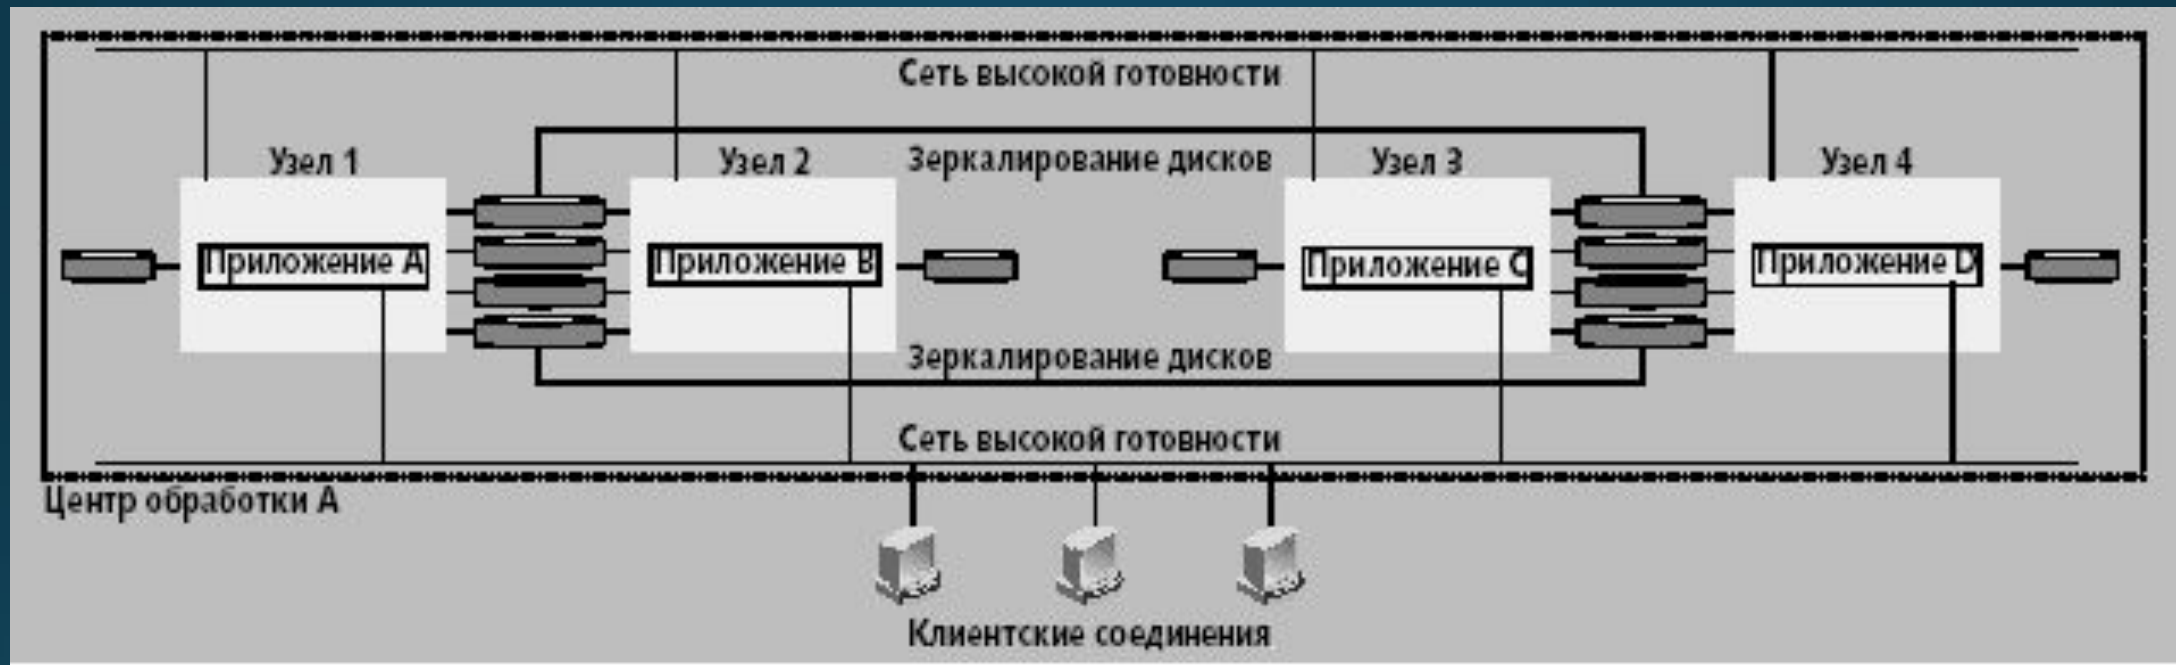 Сеть высокой готовности
Узел 1
Узел 2
Зеркалирование дисков
Узел 3
Узел 4
Приложение A
Приложение B
Приложение C
Приложение D
Зеркалирование дисков
Сеть высокой готовности
Центр обработки А
Клиентские соединения